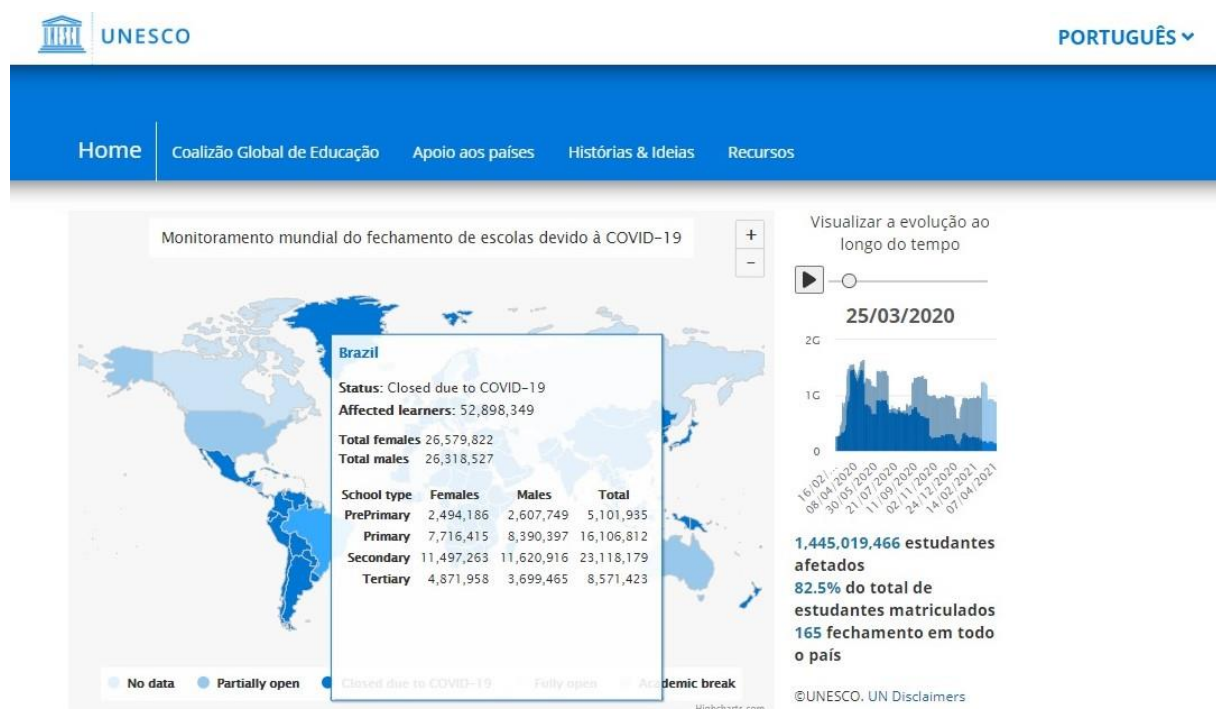 UNESCO
PORTUGUÊS
Home
Coalizão Global de Educação
Apoio aos países
Histórias & Ideias
Recursos
Monitoramento mundial do fechamento de escolas devido à COVID-19
+
-
Brazil
Status: Closed due to COVID-19
Affected learners: 52,898,349
Total females 26,579,822
Total males 26,318,527
School type Females Males Total
PrePrimary 2,494,186 2,607,749 5,101,935
Primary 7,716,415 8,390,397 16,106,812
Secondary 11,497,263 11,620,916 23,118,179
Tertiary 4,871,958 3,699,465 8,571,423
No data
Partially open
Closed due to COVID-19
Fully open
Academic break
Highcharts.com
Visualizar a evolução ao
longo do tempo
25/03/2020
2G
1G
0
16/02/...
08/04/2020
30/05/2020
21/07/2020
11/09/2020
02/11/2020
24/12/2020
14/02/2021
07/04/2021
1,445,019,466 estudantes
afetados
82.5% do total de
estudantes matriculados
165 fechamento em todo
o país
©UNESCO. UN Disclaimers